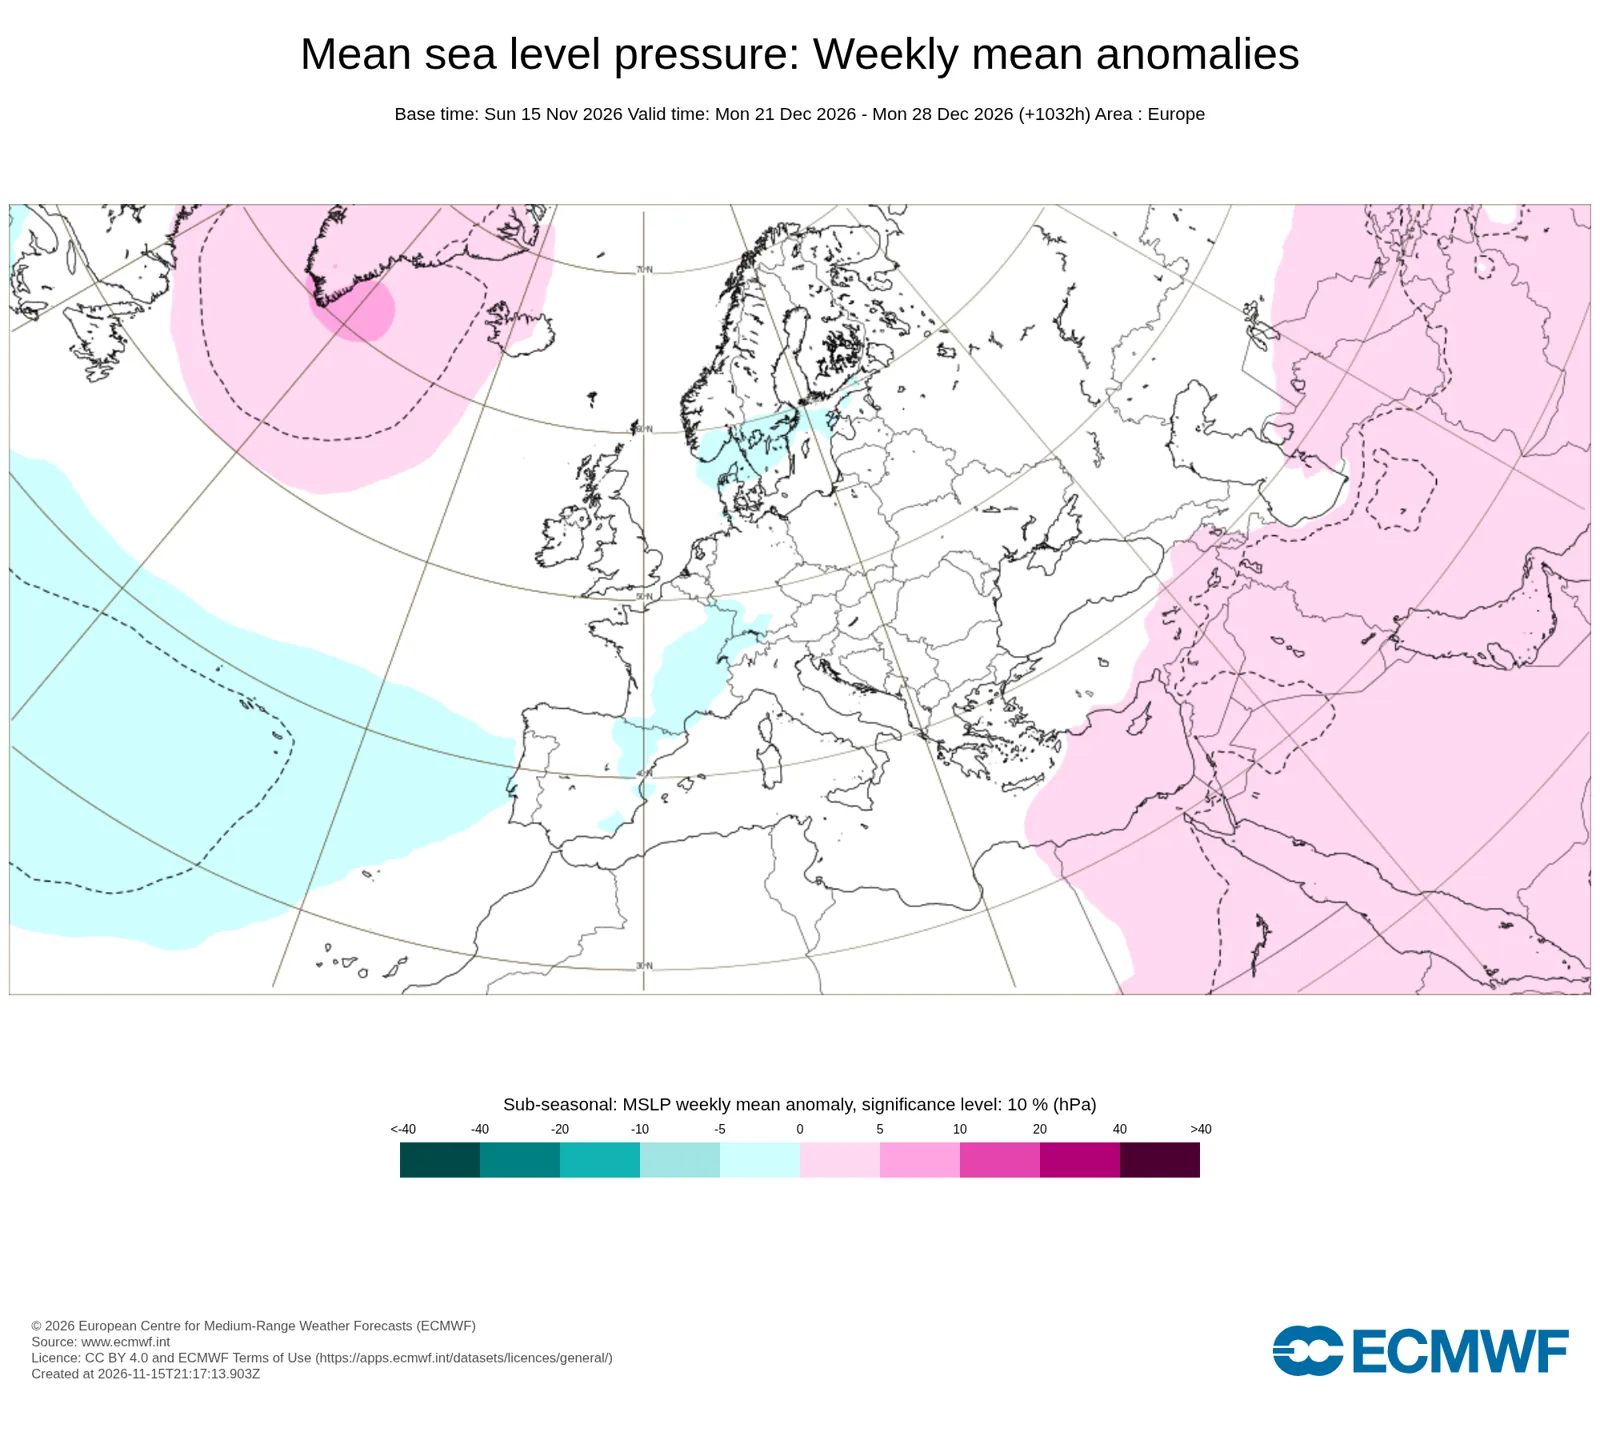 Mean sea level pressure: Weekly mean anomalies
Base time: Sun 15 Nov 2026 Valid time: Mon 21 Dec 2026 - Mon 28 Dec 2026 (+1032h) Area : Europe
70°N
60°N
50°N
40°N
30°N
Sub-seasonal: MSLP weekly mean anomaly, significance level: 10 % (hPa)
<-40 -40 -20 -10 -5 0 5 10 20 40 >40
© 2026 European Centre for Medium-Range Weather Forecasts (ECMWF)
Source: www.ecmwf.int
Licence: CC BY 4.0 and ECMWF Terms of Use (https://apps.ecmwf.int/datasets/licences/general/)
Created at 2026-11-15T21:17:13.903Z
ECMWF